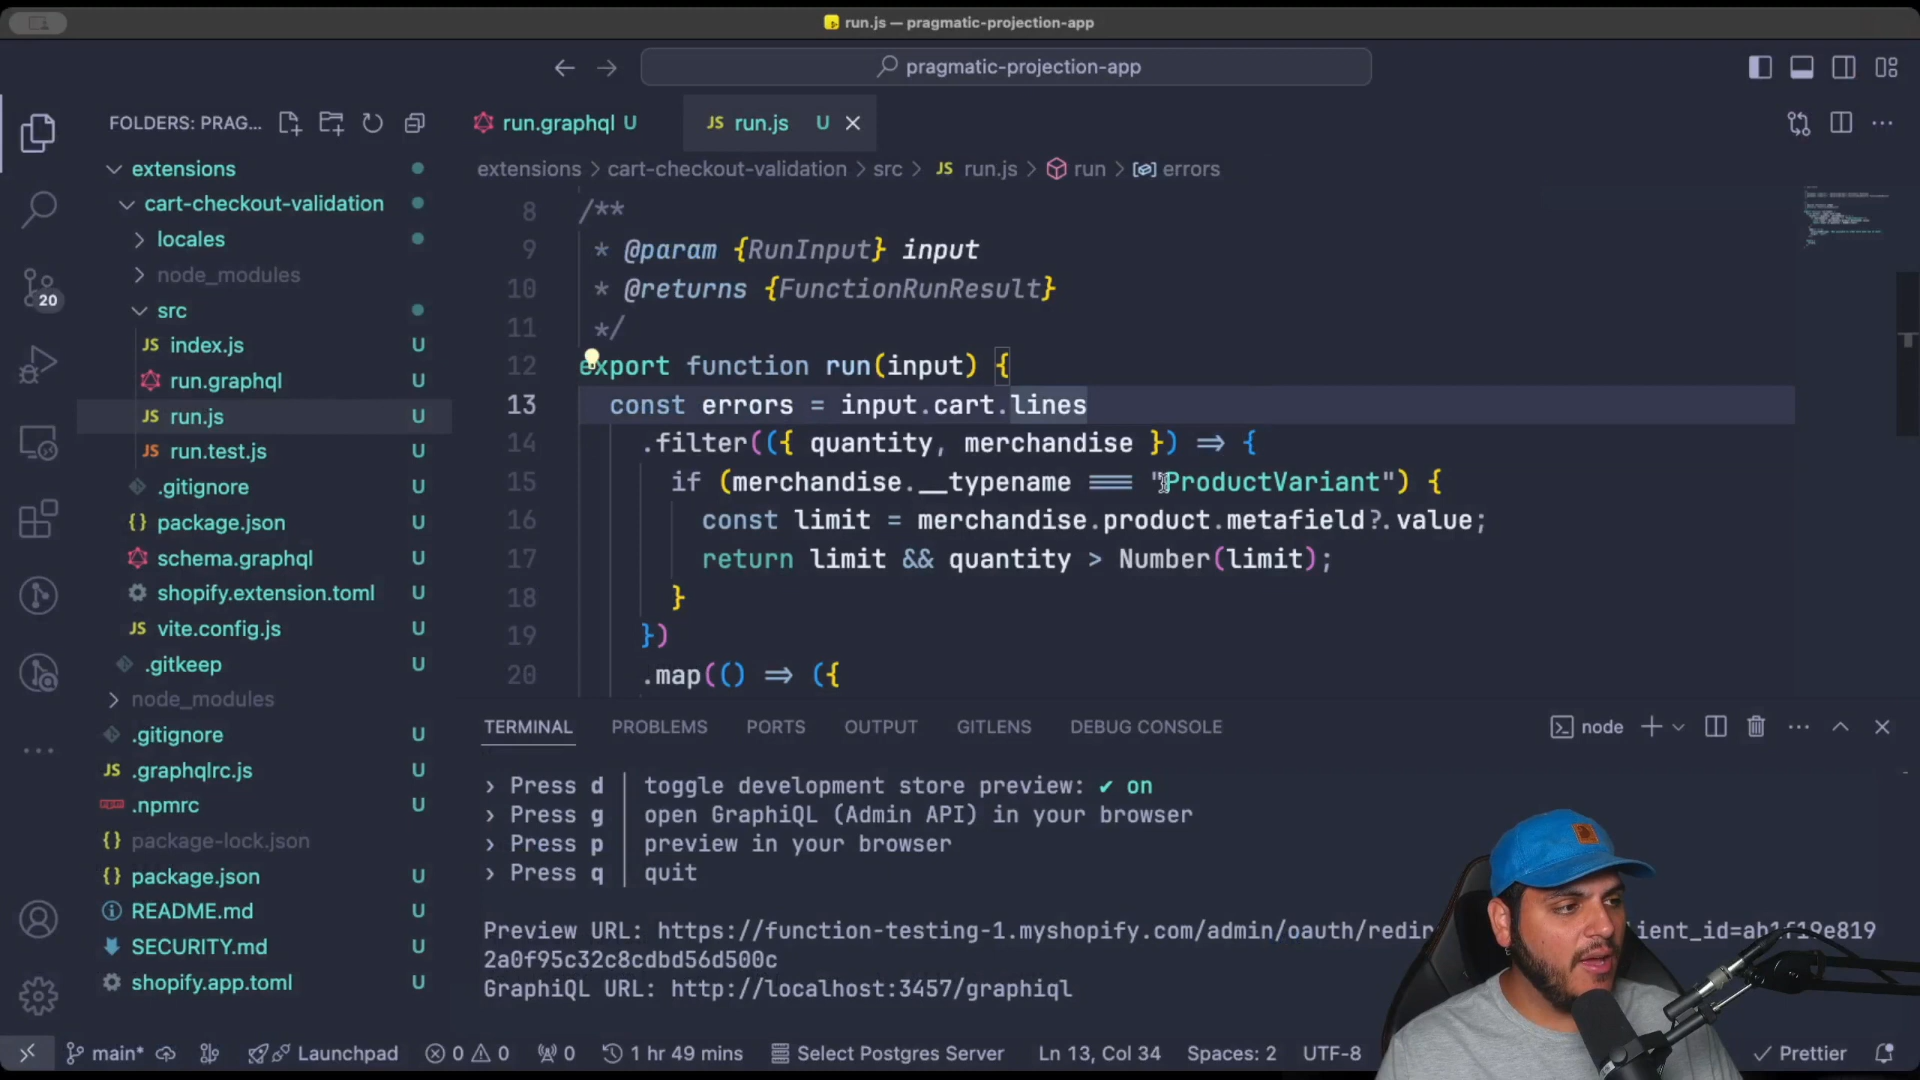 run.js — pragmatic-projection-app
pragmatic-projection-app
FOLDERS: PRAG...
extensions
cart-checkout-validation
locales
node_modules
src
JS index.js U
run.graphql U
JS run.js U
JS run.test.js U
.gitignore U
{} package.json U
schema.graphql U
shopify.extension.toml U
JS vite.config.js U
.gitkeep U
node_modules
.gitignore U
JS .graphqlrc.js U
.npmrc U
{} package-lock.json
{} package.json U
README.md U
SECURITY.md U
shopify.app.toml U
20
run.graphql U
JS run.js U
extensions > cart-checkout-validation > src > JS run.js > run > errors
8 /**
9 * @param {RunInput} input
10 * @returns {FunctionRunResult}
11 */
12 export function run(input) {
13 const errors = input.cart.lines
14 .filter(({ quantity, merchandise }) => {
15 if (merchandise.__typename === "ProductVariant") {
16 const limit = merchandise.product.metafield?.value;
17 return limit && quantity > Number(limit);
18 }
19 })
20 .map(() => ({
TERMINAL PROBLEMS PORTS OUTPUT GITLENS DEBUG CONSOLE
node
› Press d │ toggle development store preview: ✔ on
› Press g │ open GraphiQL (Admin API) in your browser
› Press p │ preview in your browser
› Press q │ quit
Preview URL: https://function-testing-1.myshopify.com/admin/oauth/redir
ient_id=ab1f19e819
2a0f95c32c8cdbd56d500c
GraphiQL URL: http://localhost:3457/graphiql
main* Launchpad 0 0 0 1 hr 49 mins Select Postgres Server Ln 13, Col 34 Spaces: 2 UTF-8 Prettier